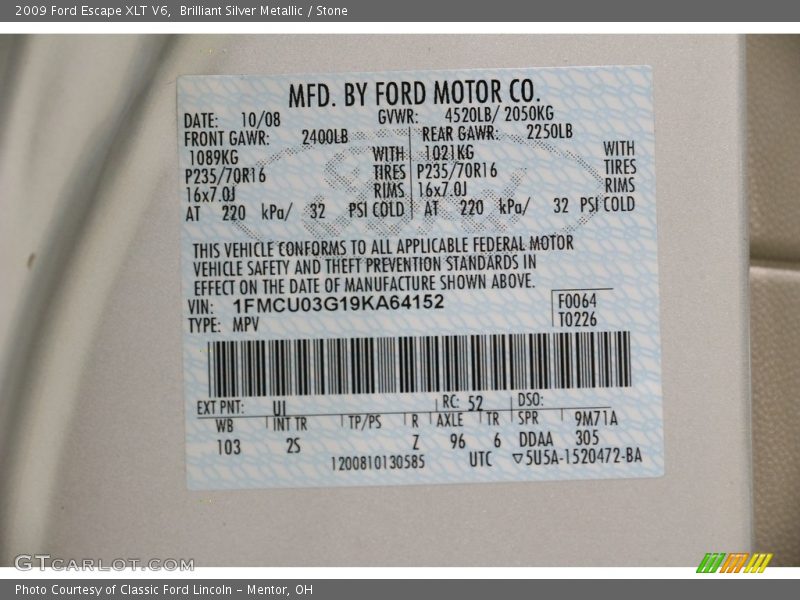 2009 Ford Escape XLT V6,  Brilliant Silver Metallic / Stone
MFD. BY FORD MOTOR CO.
DATE: 10/08 GVWR: 4520LB/ 2050KG
FRONT GAWR: 2400LB REAR GAWR: 2250LB
1089KG WITH 1021KG WITH
P235/70R16 TIRES P235/70R16 TIRES
16x7.0J RIMS 16x7.0J RIMS
AT 220 kPa/ 32 PSI COLD AT 220 kPa/ 32 PSI COLD
THIS VEHICLE CONFORMS TO ALL APPLICABLE FEDERAL MOTOR
VEHICLE SAFETY AND THEFT PREVENTION STANDARDS IN
EFFECT ON THE DATE OF MANUFACTURE SHOWN ABOVE.
VIN: 1FMCU03G19KA64152 F0064
TYPE: MPV T0226
EXT PNT: UI RC: 52 DSO:
WB INT TR TP/PS R AXLE TR SPR 9M71A
103 2S Z 96 6 DDAA 305
1200810130585 UTC ▽5U5A-1520472-BA
GTCARLOT.COM
Photo Courtesy of Classic Ford Lincoln - Mentor, OH